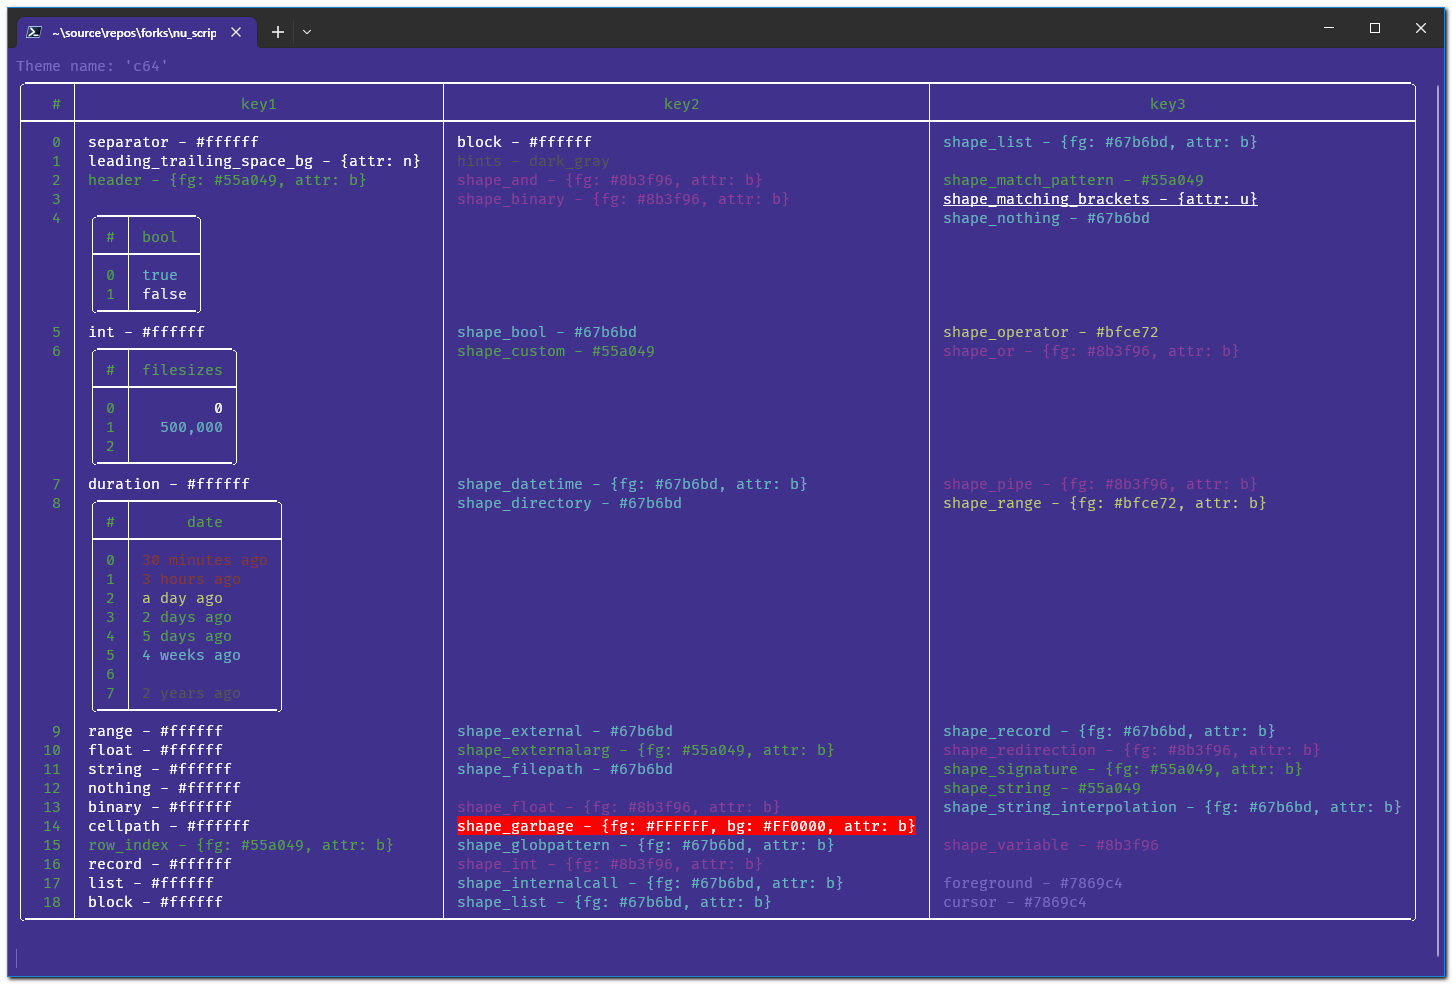 ~\source\repos\forks\nu_scrip
Theme name: 'c64'
# key1 key2 key3
0 separator - #ffffff block - #ffffff shape_list - {fg: #67b6bd, attr: b}
1 leading_trailing_space_bg - {attr: n} hints - dark_gray
2 header - {fg: #55a049, attr: b} shape_and - {fg: #8b3f96, attr: b} shape_match_pattern - #55a049
3 shape_binary - {fg: #8b3f96, attr: b} shape_matching_brackets - {attr: u}
4 shape_nothing - #67b6bd
# bool
0 true
1 false
5 int - #ffffff shape_bool - #67b6bd shape_operator - #bfce72
6 shape_custom - #55a049 shape_or - {fg: #8b3f96, attr: b}
# filesizes
0 0
1 500,000
2
7 duration - #ffffff shape_datetime - {fg: #67b6bd, attr: b} shape_pipe - {fg: #8b3f96, attr: b}
8 shape_directory - #67b6bd shape_range - {fg: #bfce72, attr: b}
# date
0 30 minutes ago
1 3 hours ago
2 a day ago
3 2 days ago
4 5 days ago
5 4 weeks ago
6
7 2 years ago
9 range - #ffffff shape_external - #67b6bd shape_record - {fg: #67b6bd, attr: b}
10 float - #ffffff shape_externalarg - {fg: #55a049, attr: b} shape_redirection - {fg: #8b3f96, attr: b}
11 string - #ffffff shape_filepath - #67b6bd shape_signature - {fg: #55a049, attr: b}
12 nothing - #ffffff shape_string - #55a049
13 binary - #ffffff shape_float - {fg: #8b3f96, attr: b} shape_string_interpolation - {fg: #67b6bd, attr: b}
14 cellpath - #ffffff shape_garbage - {fg: #FFFFFF, bg: #FF0000, attr: b}
15 row_index - {fg: #55a049, attr: b} shape_globpattern - {fg: #67b6bd, attr: b} shape_variable - #8b3f96
16 record - #ffffff shape_int - {fg: #8b3f96, attr: b}
17 list - #ffffff shape_internalcall - {fg: #67b6bd, attr: b} foreground - #7869c4
18 block - #ffffff shape_list - {fg: #67b6bd, attr: b} cursor - #7869c4